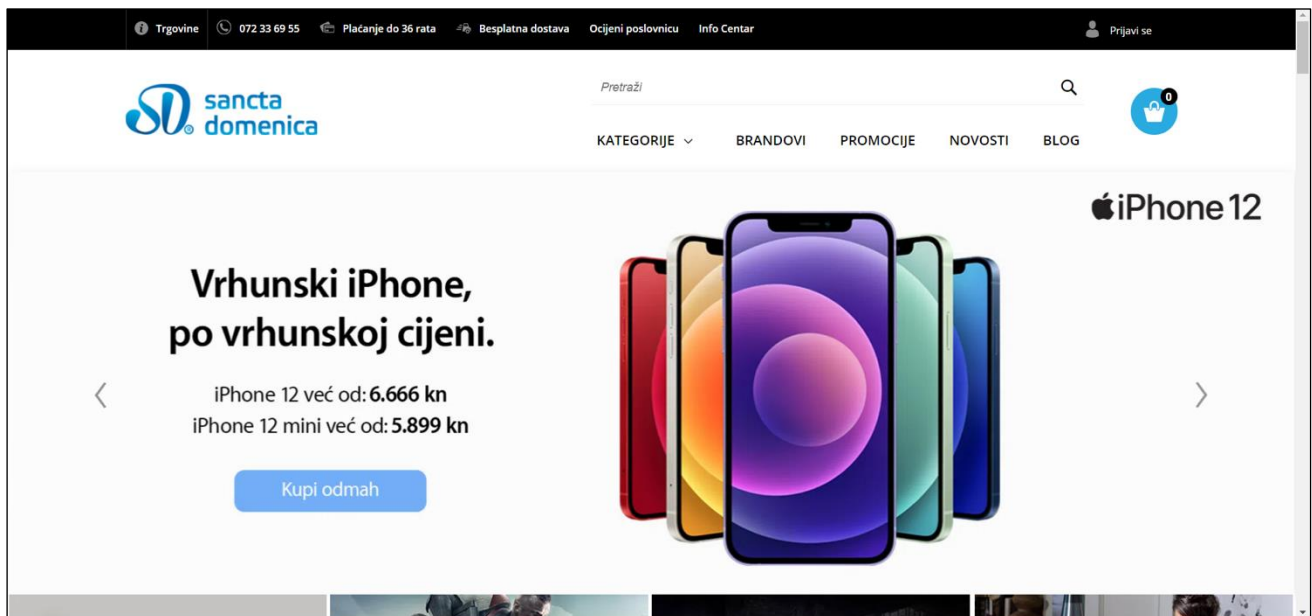 Trgovine 072 33 69 55 Plaćanje do 36 rata Besplatna dostava Ocijeni poslovnicu Info Centar Prijavi se
sancta
domenica
Pretraži
0
KATEGORIJE BRANDOVI PROMOCIJE NOVOSTI BLOG
iPhone 12
Vrhunski iPhone,
po vrhunskoj cijeni.
iPhone 12 već od: 6.666 kn
iPhone 12 mini već od: 5.899 kn
Kupi odmah